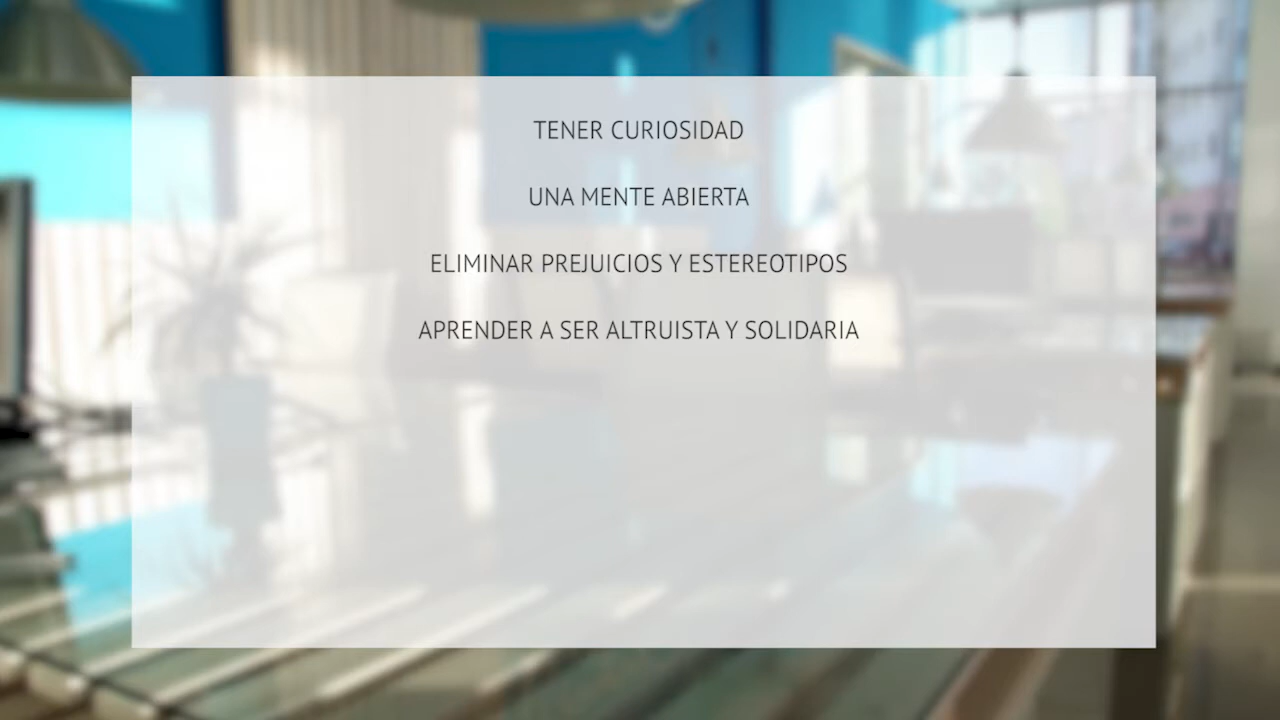 TENER CURIOSIDAD
UNA MENTE ABIERTA
ELIMINAR PREJUICIOS Y ESTEREOTIPOS
APRENDER A SER ALTRUISTA Y SOLIDARIA